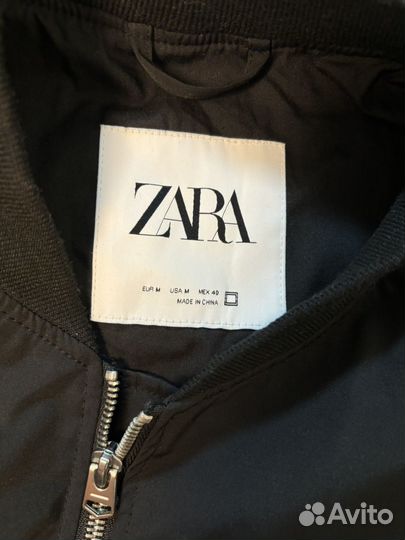 ZARA
EUR M USA M MEX 40
MADE IN CHINA
Avito